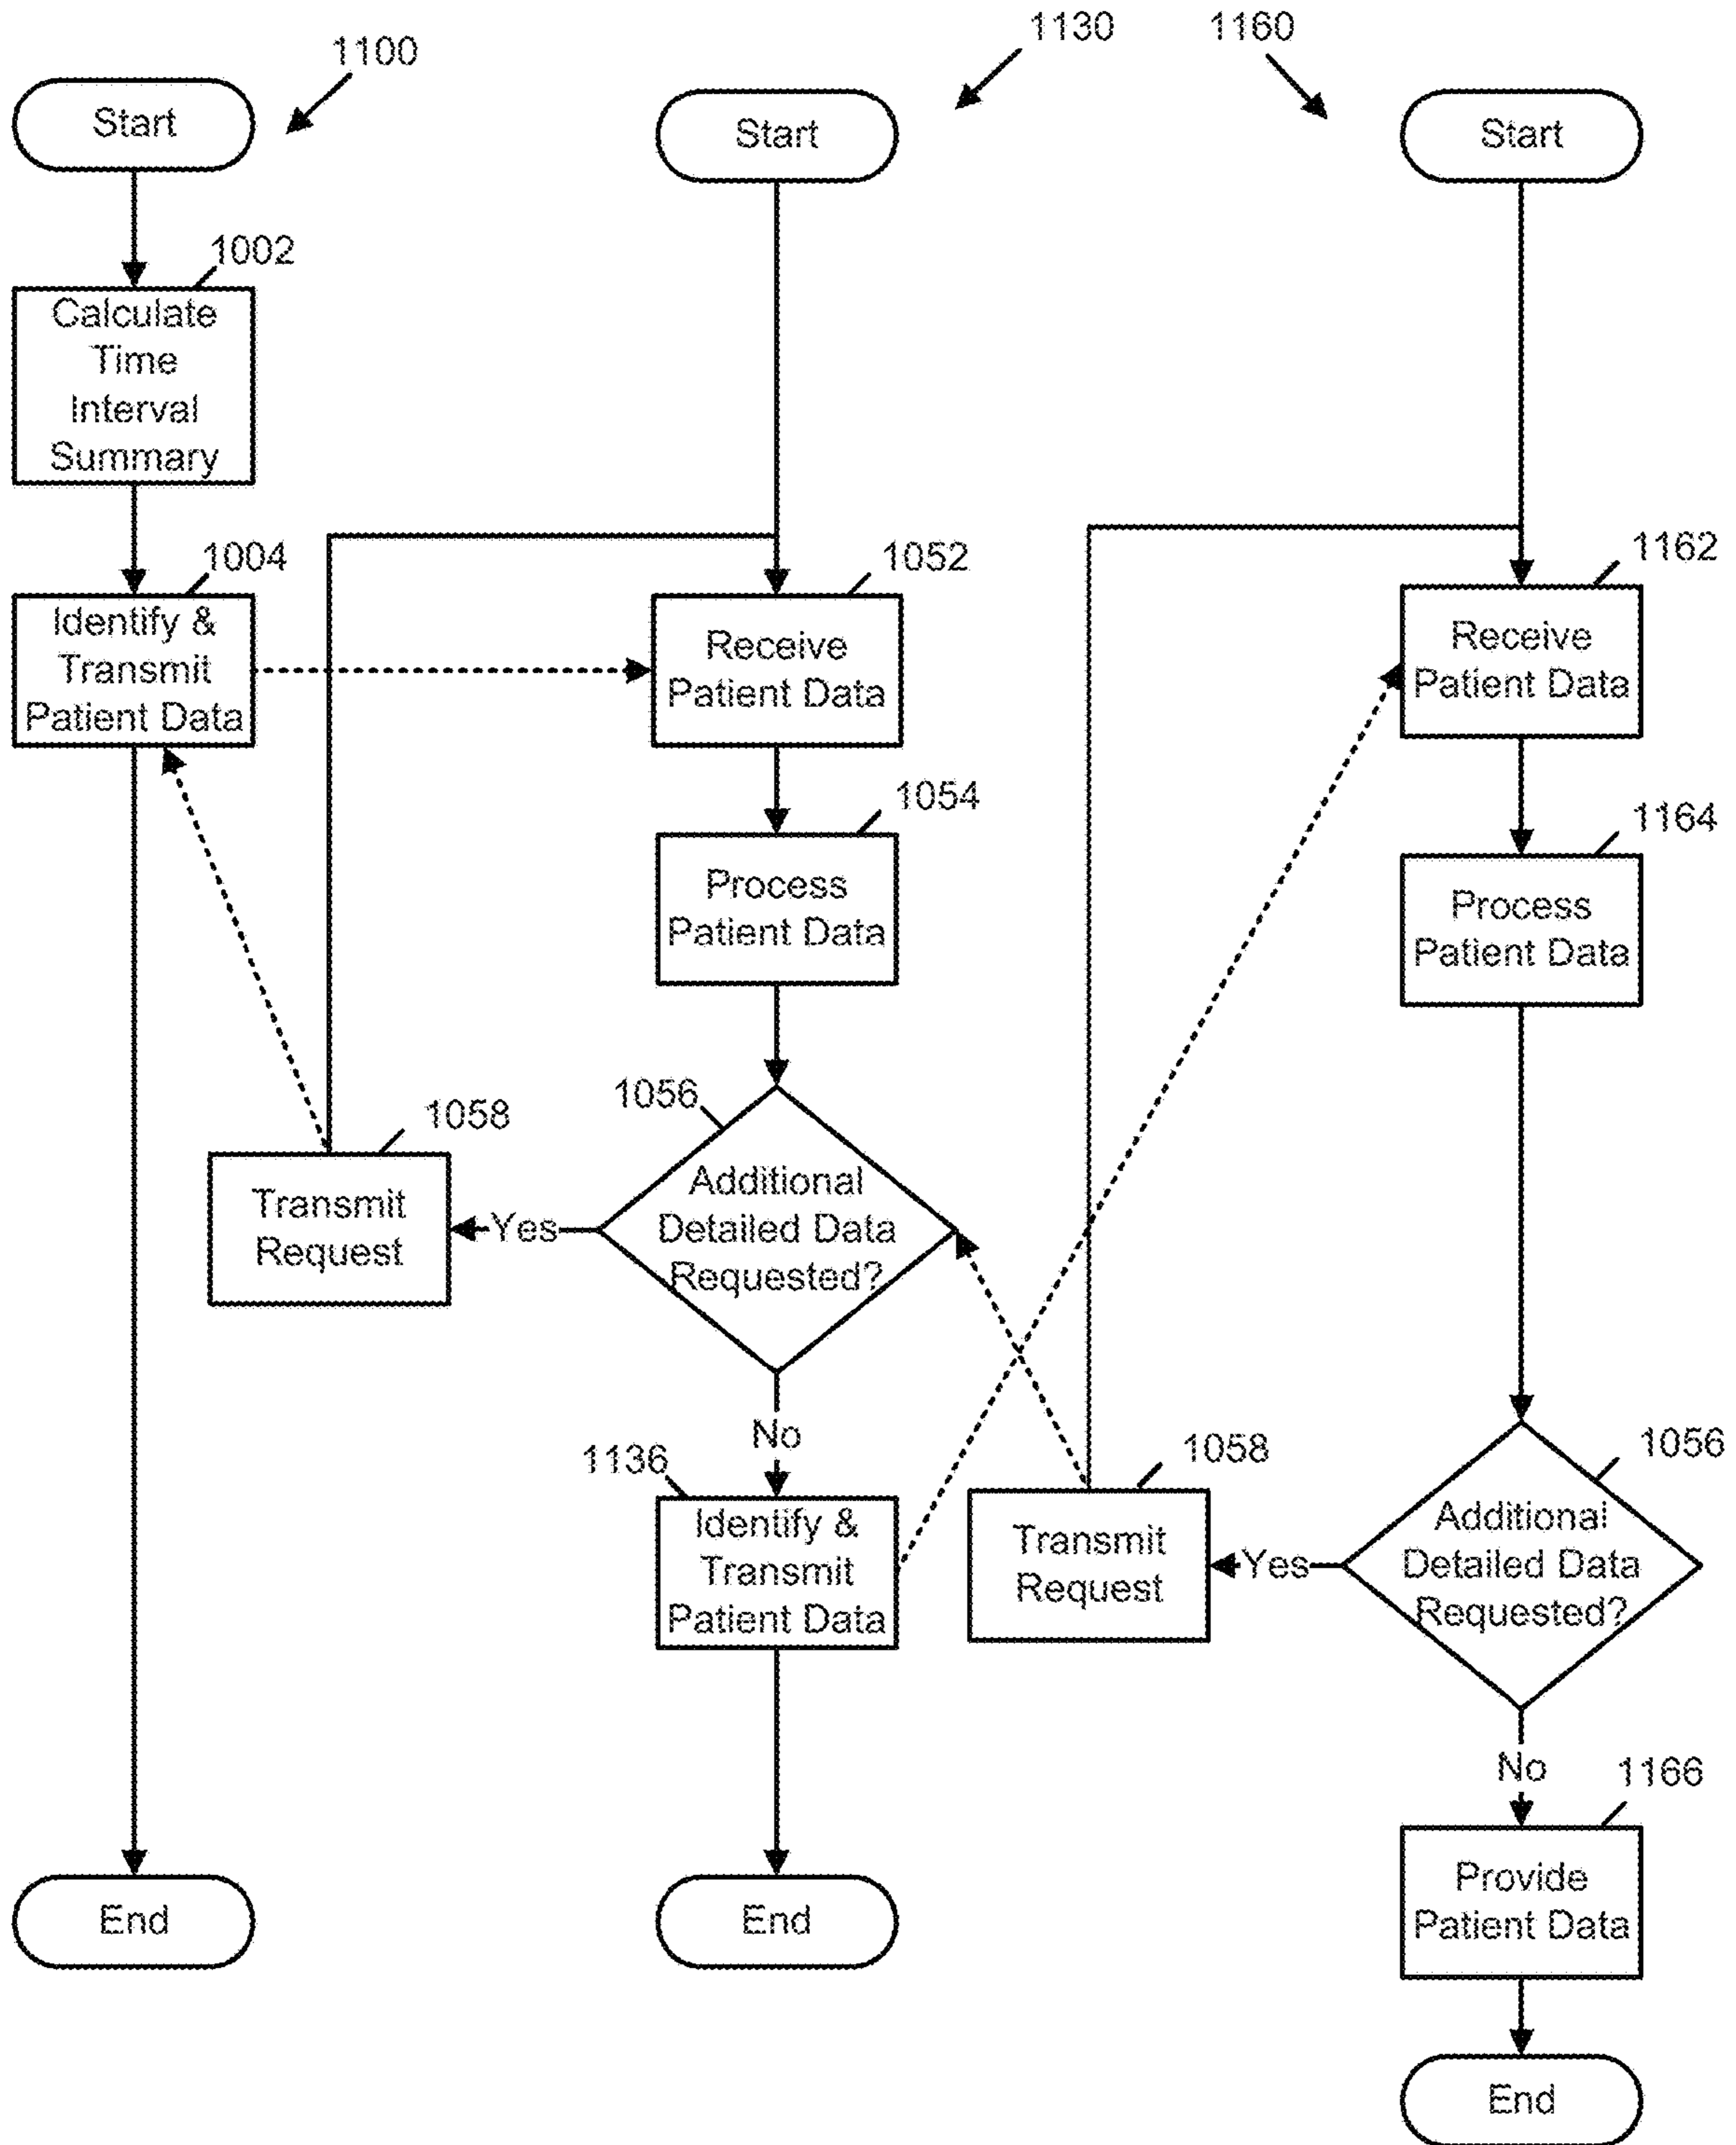 1100
Start
1002
Calculate
Time
Interval
Summary
1004
Identify &
Transmit
Patient Data
End
1130
Start
1052
Receive
Patient Data
1054
Process
Patient Data
1056
Additional
Detailed Data
Requested?
Yes
1058
Transmit
Request
No
1136
Identify &
Transmit
Patient Data
End
1160
Start
1162
Receive
Patient Data
1164
Process
Patient Data
1056
Additional
Detailed Data
Requested?
Yes
1058
Transmit
Request
No
1166
Provide
Patient Data
End